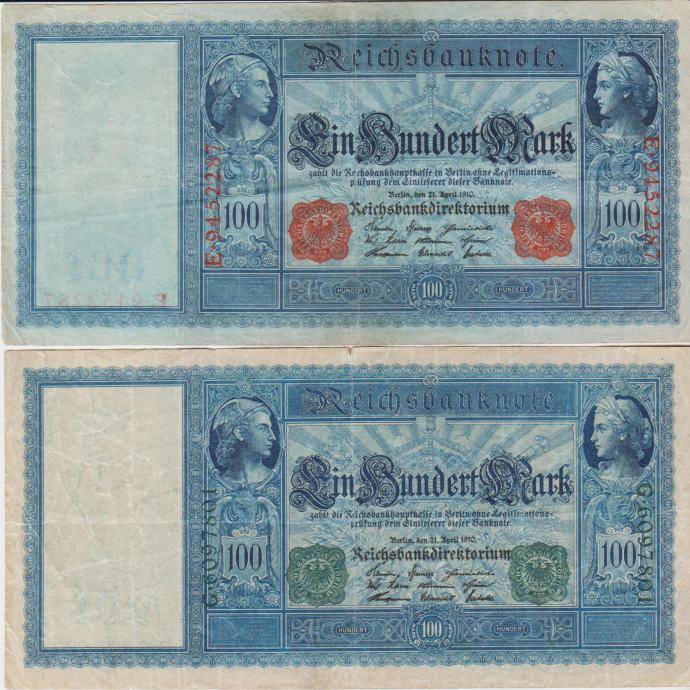 Reichsbanknote.
Ein Hundert Mark
zahlt die Reichsbankhauptkasse in Berlin ohne Legitimations-
prüfung dem Einlieferer dieser Banknote.
Berlin, den 21. April 1910.
Reichsbankdirektorium
E·9452287
E·9452287
100
100
HUNDERT
100
HUNDERT
Reichsbanknote.
Ein Hundert Mark
zahlt die Reichsbankhauptkasse in Berlin ohne Legitimations-
prüfung dem Einlieferer dieser Banknote.
Berlin, den 21. April 1910.
Reichsbankdirektorium
G·6097801
G·6097801
100
100
HUNDERT
100
HUNDERT